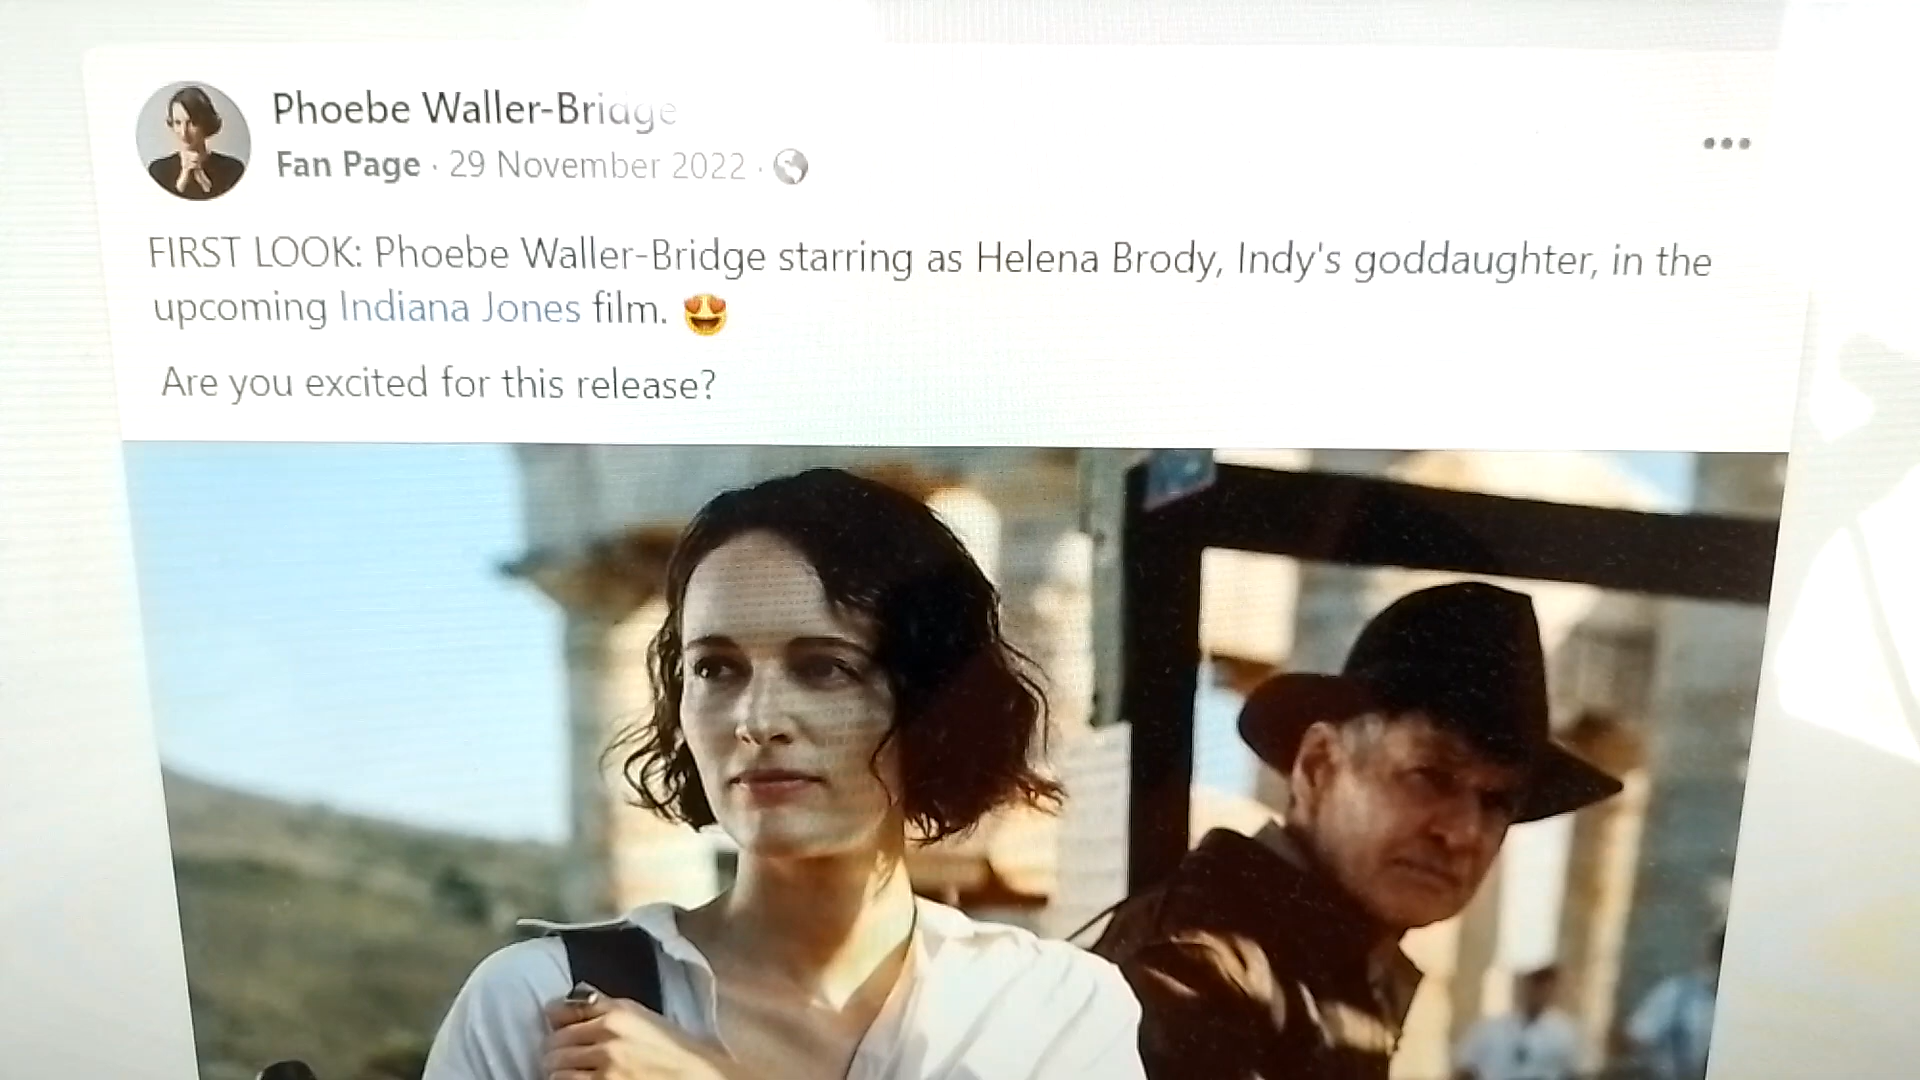 Phoebe Waller-Bridge
Fan Page · 29 November 2022 ·
FIRST LOOK: Phoebe Waller-Bridge starring as Helena Brody, Indy's goddaughter, in the
upcoming Indiana Jones film. 😍
Are you excited for this release?